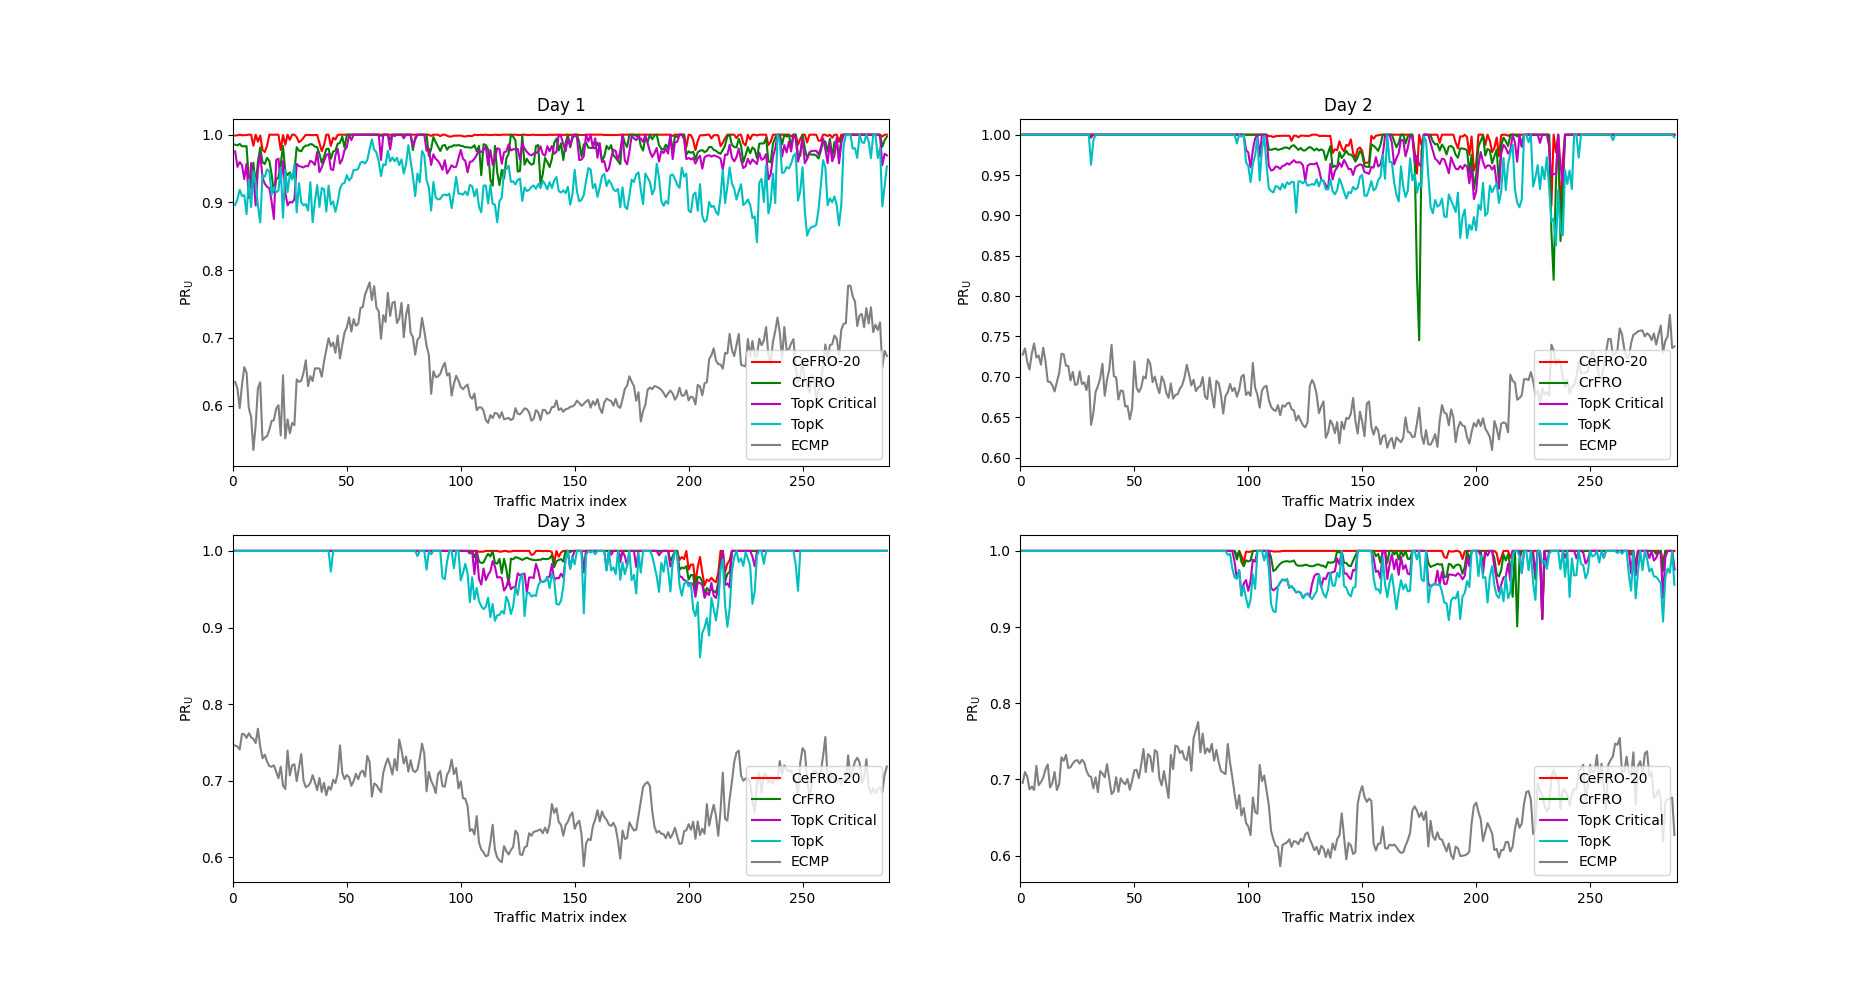 Day 1
1.0
0.9
0.8
0.7
0.6
PRU
CeFRO-20
CrFRO
TopK Critical
TopK
ECMP
0 50 100 150 200 250
Traffic Matrix index
Day 2
1.00
0.95
0.90
0.85
0.80
0.75
0.70
0.65
0.60
PRU
CeFRO-20
CrFRO
TopK Critical
TopK
ECMP
0 50 100 150 200 250
Traffic Matrix index
Day 3
1.0
0.9
0.8
0.7
0.6
PRU
CeFRO-20
CrFRO
TopK Critical
TopK
ECMP
0 50 100 150 200 250
Traffic Matrix index
Day 5
1.0
0.9
0.8
0.7
0.6
PRU
CeFRO-20
CrFRO
TopK Critical
TopK
ECMP
0 50 100 150 200 250
Traffic Matrix index